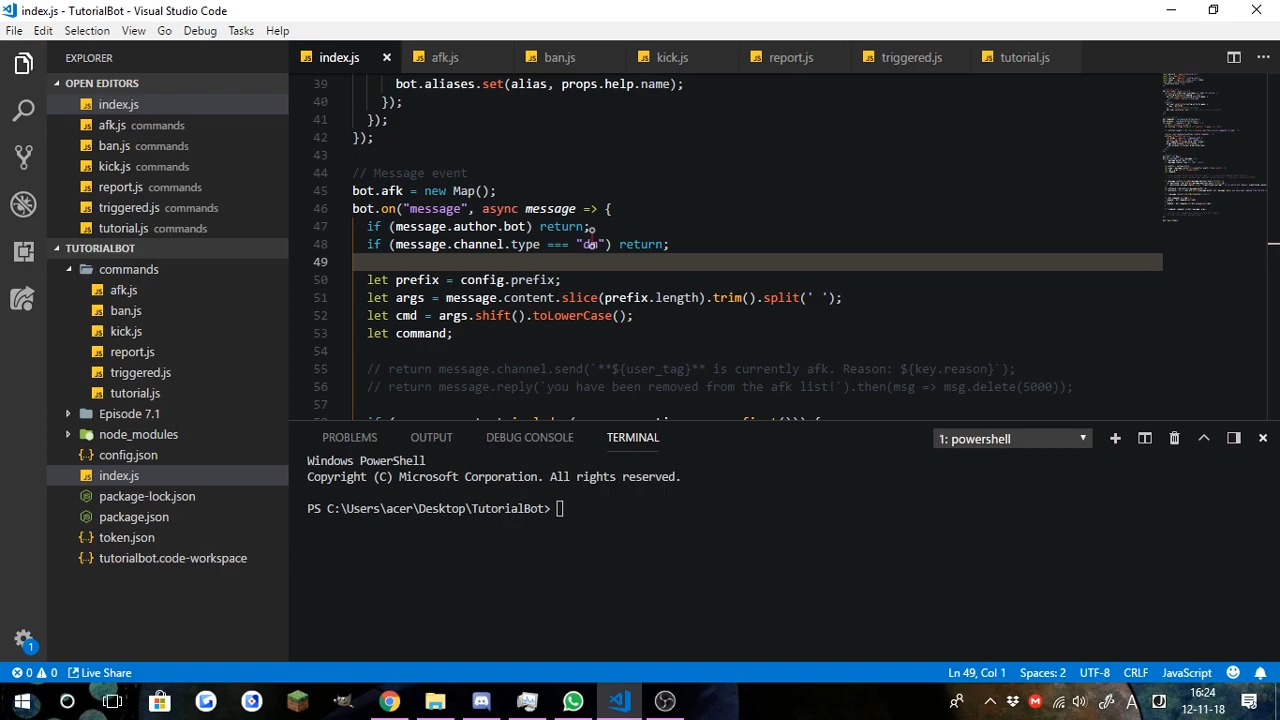 index.js - TutorialBot - Visual Studio Code
File Edit Selection View Go Debug Tasks Help
EXPLORER
OPEN EDITORS
index.js
afk.js commands
ban.js commands
kick.js commands
report.js commands
triggered.js commands
tutorial.js commands
TUTORIALBOT
commands
afk.js
ban.js
kick.js
report.js
triggered.js
tutorial.js
Episode 7.1
node_modules
config.json
index.js
package-lock.json
package.json
token.json
tutorialbot.code-workspace
index.js afk.js ban.js kick.js report.js triggered.js tutorial.js
39 bot.aliases.set(alias, props.help.name);
40 });
41 });
42 });
43
44 // Message event
45 bot.afk = new Map();
46 bot.on("message", async message => {
47 if (message.author.bot) return;
48 if (message.channel.type === "dm") return;
49
50 let prefix = config.prefix;
51 let args = message.content.slice(prefix.length).trim().split(' ');
52 let cmd = args.shift().toLowerCase();
53 let command;
54
55 // return message.channel.send(`**${user_tag}** is currently afk. Reason: ${key.reason}`);
56 // return message.reply(`you have been removed from the afk list!`).then(msg => msg.delete(5000));
57
PROBLEMS OUTPUT DEBUG CONSOLE TERMINAL 1: powershell
Windows PowerShell
Copyright (C) Microsoft Corporation. All rights reserved.
PS C:\Users\acer\Desktop\TutorialBot>
1
0 0 Live Share Ln 49, Col 1 Spaces: 2 UTF-8 CRLF JavaScript 1
16:24
12-11-18